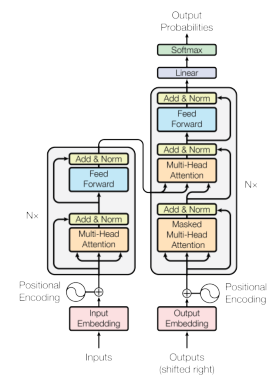 Output
Probabilities
Softmax
Linear
Add & Norm
Feed
Forward
Add & Norm
Multi-Head
Attention
Add & Norm
Masked
Multi-Head
Attention
Nx
Add & Norm
Feed
Forward
Add & Norm
Multi-Head
Attention
N×
Positional
Encoding
Input
Embedding
Inputs
Positional
Encoding
Output
Embedding
Outputs
(shifted right)